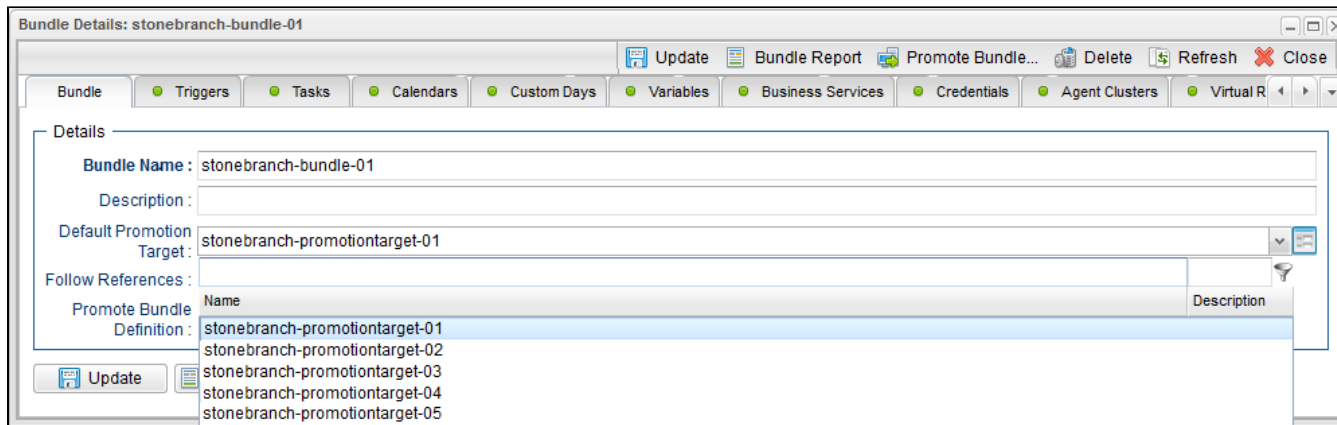 Bundle Details: stonebranch-bundle-01
Update Bundle Report Promote Bundle... Delete Refresh Close
Bundle Triggers Tasks Calendars Custom Days Variables Business Services Credentials Agent Clusters Virtual R
Details
Bundle Name : stonebranch-bundle-01
Description :
Default Promotion
Target : stonebranch-promotiontarget-01
Follow References :
Name Description
Promote Bundle
Definition : stonebranch-promotiontarget-01
stonebranch-promotiontarget-02
Update stonebranch-promotiontarget-03
stonebranch-promotiontarget-04
stonebranch-promotiontarget-05